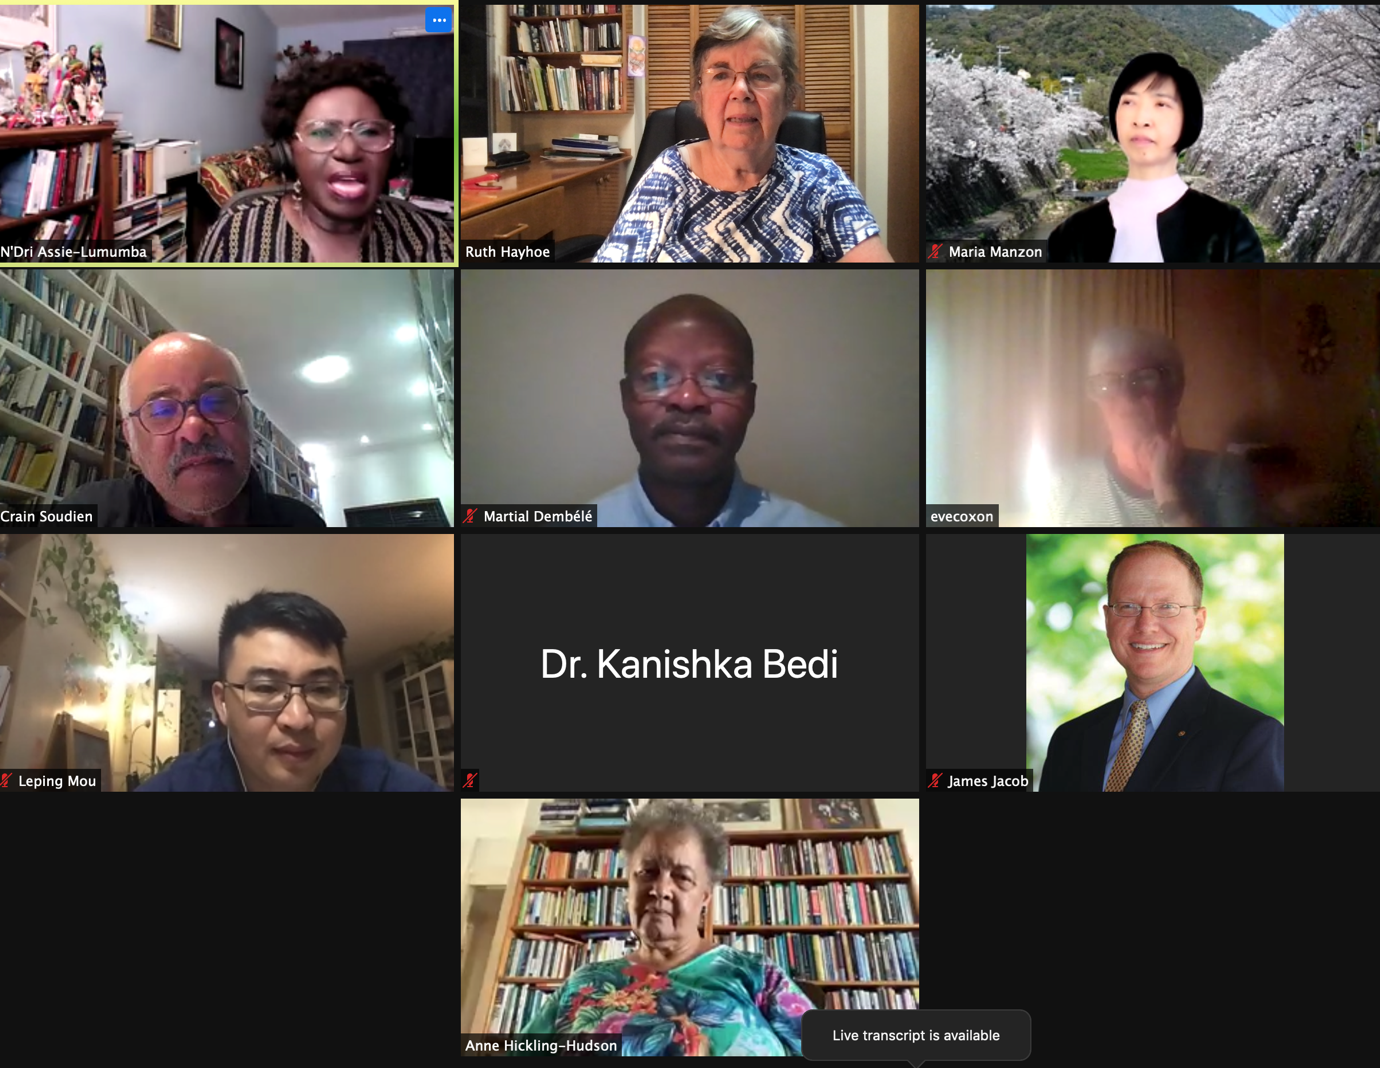 N'Dri Assie-Lumumba
Ruth Hayhoe
Maria Manzon
Crain Soudien
Martial Dembélé
evecoxon
Leping Mou
Dr. Kanishka Bedi
James Jacob
Anne Hickling-Hudson
Live transcript is available